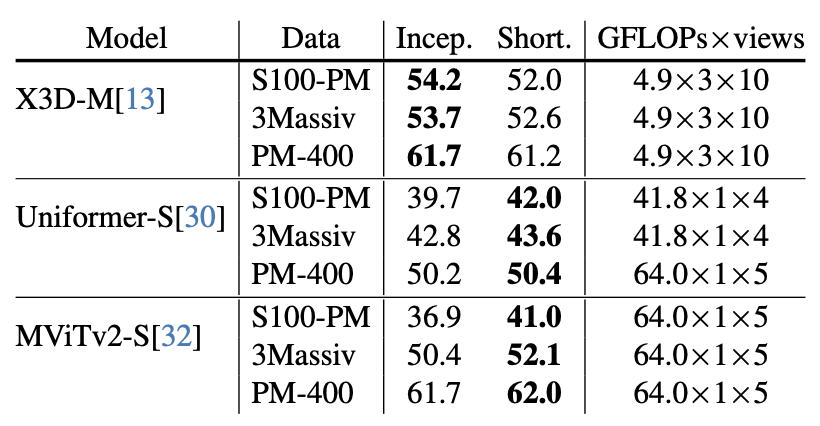 Model Data Incep. Short. GFLOPs×views
X3D-M[13] S100-PM 54.2 52.0 4.9×3×10
3Massiv 53.7 52.6 4.9×3×10
PM-400 61.7 61.2 4.9×3×10
Uniformer-S[30] S100-PM 39.7 42.0 41.8×1×4
3Massiv 42.8 43.6 41.8×1×4
PM-400 50.2 50.4 64.0×1×5
MViTv2-S[32] S100-PM 36.9 41.0 64.0×1×5
3Massiv 50.4 52.1 64.0×1×5
PM-400 61.7 62.0 64.0×1×5